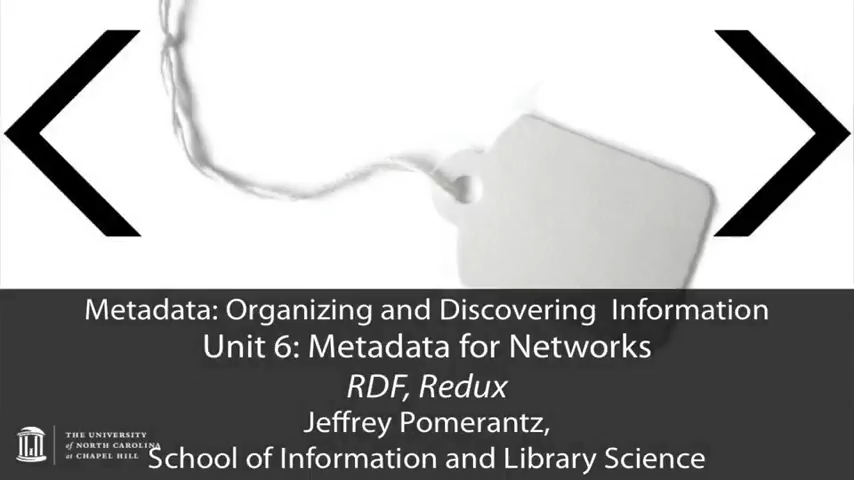 Metadata: Organizing and Discovering Information
Unit 6: Metadata for Networks
RDF, Redux
Jeffrey Pomerantz,
School of Information and Library Science
THE UNIVERSITY
of NORTH CAROLINA
at CHAPEL HILL